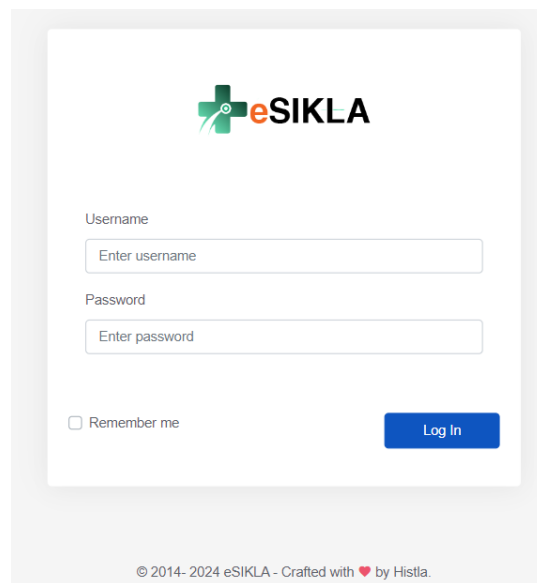 eSIKLA
Username
Enter username
Password
Enter password
Remember me
Log In
© 2014- 2024 eSIKLA - Crafted with ❤ by Histla.